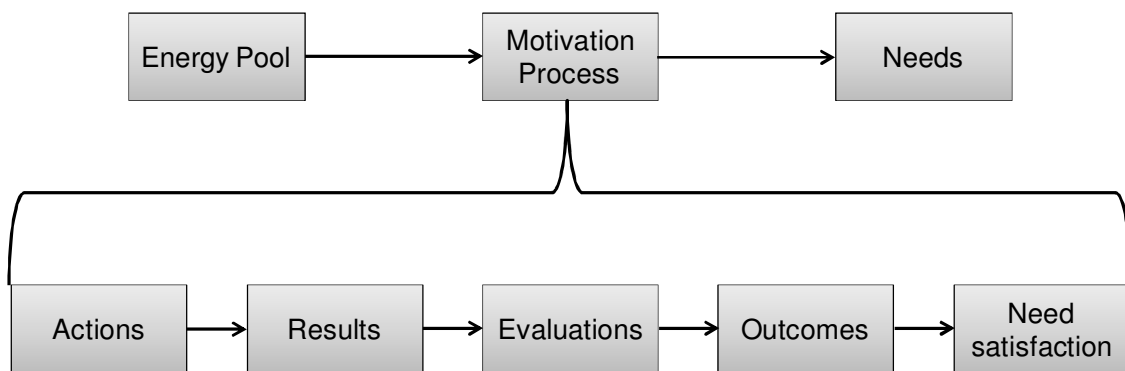 Energy Pool
Motivation
Process
Needs
Actions
Results
Evaluations
Outcomes
Need
satisfaction